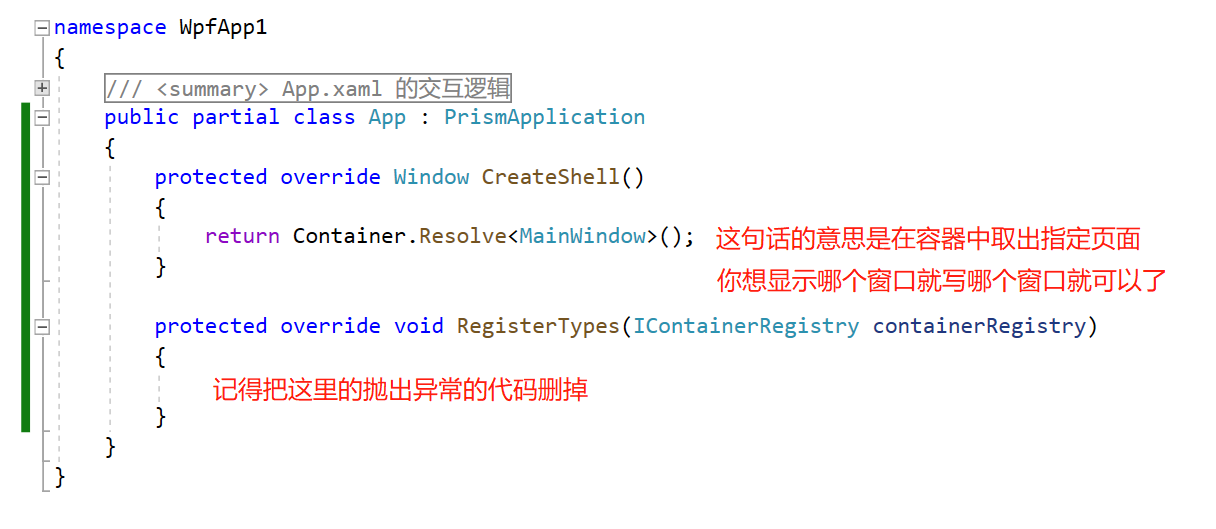 namespace WpfApp1
{
/// <summary> App.xaml 的交互逻辑
public partial class App : PrismApplication
{
protected override Window CreateShell()
{
return Container.Resolve<MainWindow>(); 这句话的意思是在容器中取出指定页面
} 你想显示哪个窗口就写哪个窗口就可以了
protected override void RegisterTypes(IContainerRegistry containerRegistry)
{
记得把这里的抛出异常的代码删掉
}
}
}